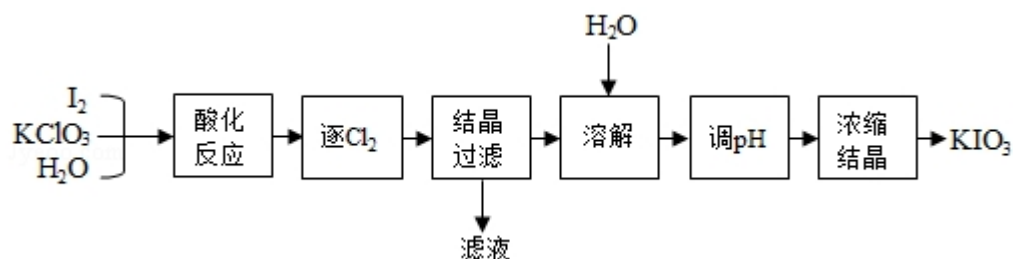 H₂O
I₂
KClO₃
H₂O
酸化
反应
逐Cl₂
结晶
过滤
溶解
调pH
浓缩
结晶
KIO₃
滤液